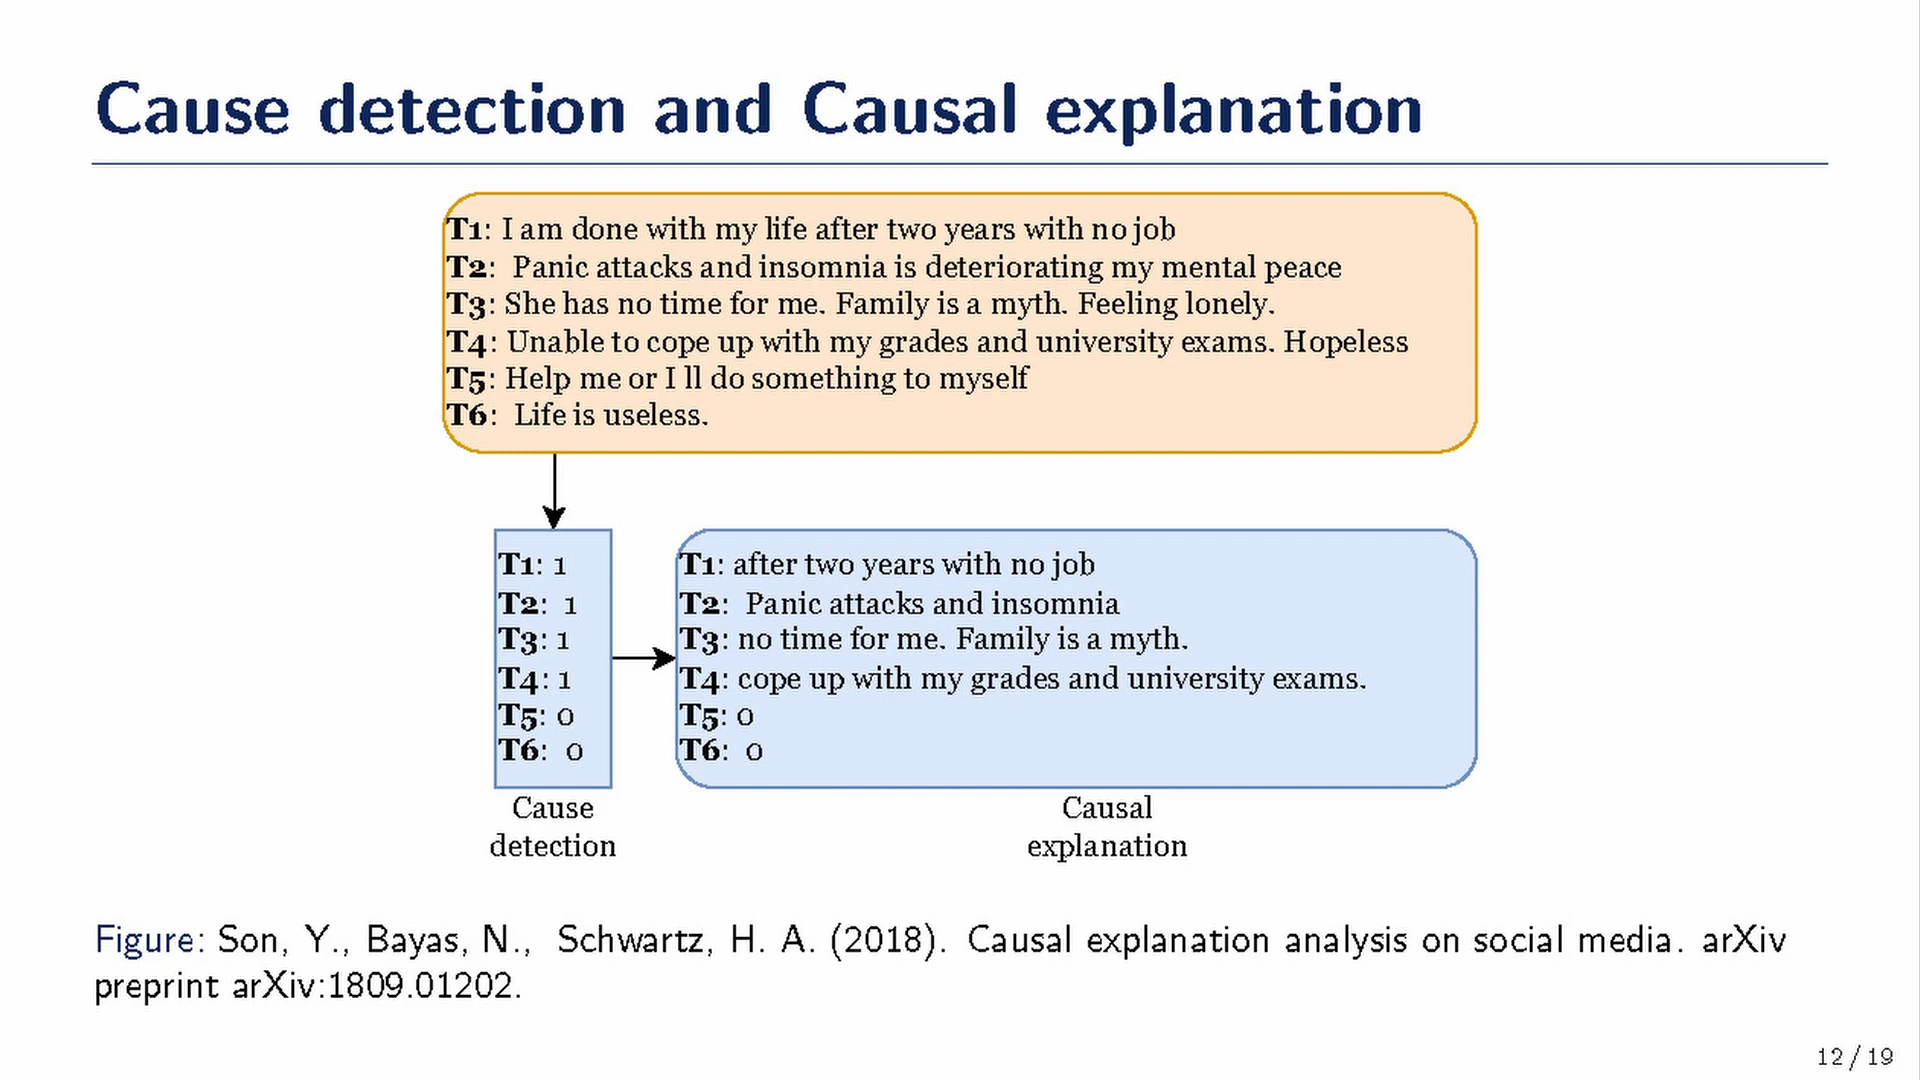 Cause detection and Causal explanation
T1: I am done with my life after two years with no job
T2: Panic attacks and insomnia is deteriorating my mental peace
T3: She has no time for me. Family is a myth. Feeling lonely.
T4: Unable to cope up with my grades and university exams. Hopeless
T5: Help me or I ll do something to myself
T6: Life is useless.
T1: 1
T2: 1
T3: 1
T4: 1
T5: 0
T6: 0
Cause
detection
T1: after two years with no job
T2: Panic attacks and insomnia
T3: no time for me. Family is a myth.
T4: cope up with my grades and university exams.
T5: 0
T6: 0
Causal
explanation
Figure: Son, Y., Bayas, N., Schwartz, H. A. (2018). Causal explanation analysis on social media. arXiv
preprint arXiv:1809.01202.
12 / 19